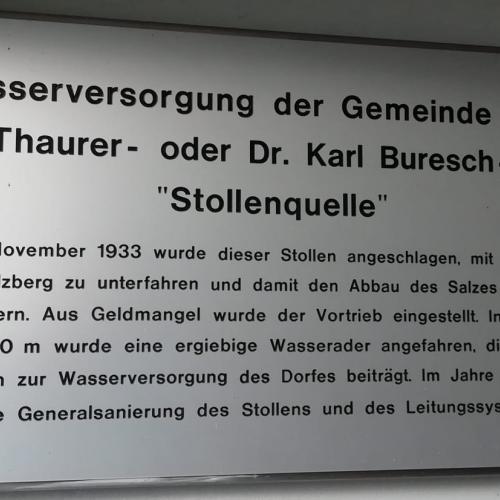 sserversorgung der Gemeinde
Thaurer- oder Dr. Karl Buresch-
"Stollenquelle"
November 1933 wurde dieser Stollen angeschlagen, mit
lzberg zu unterfahren und damit den Abbau des Salzes
ern. Aus Geldmangel wurde der Vortrieb eingestellt. In
0 m wurde eine ergiebige Wasserader angefahren, di
n zur Wasserversorgung des Dorfes beiträgt. Im Jahre
e Generalsanierung des Stollens und des Leitungssys